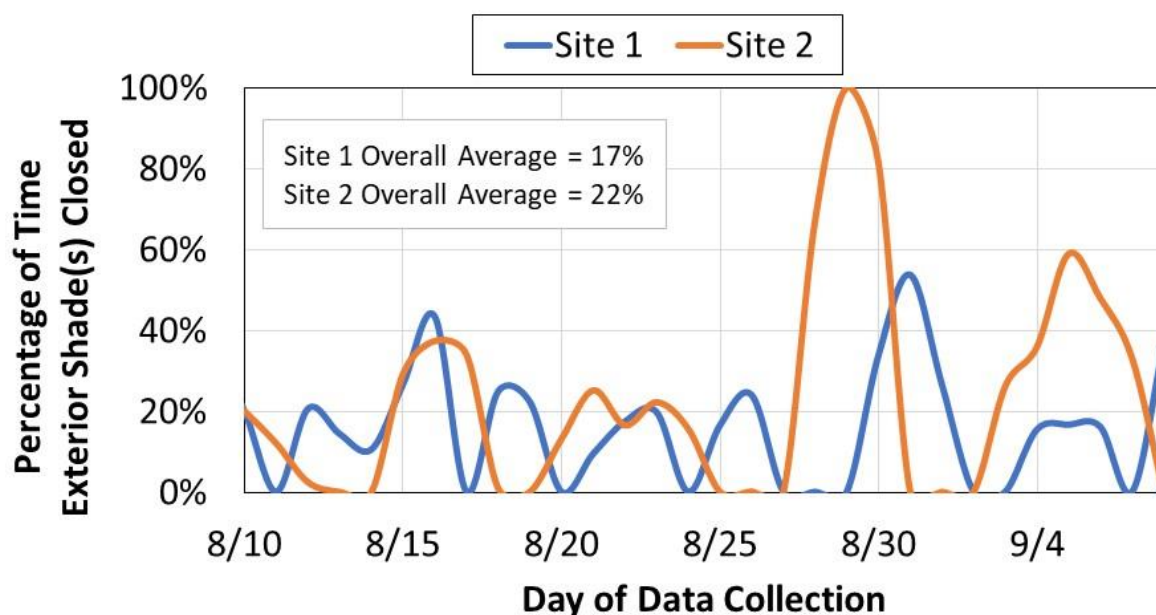 Site 1 Site 2
Percentage of Time
Exterior Shade(s) Closed
100%
80%
60%
40%
20%
0%
Site 1 Overall Average = 17%
Site 2 Overall Average = 22%
8/10 8/15 8/20 8/25 8/30 9/4
Day of Data Collection